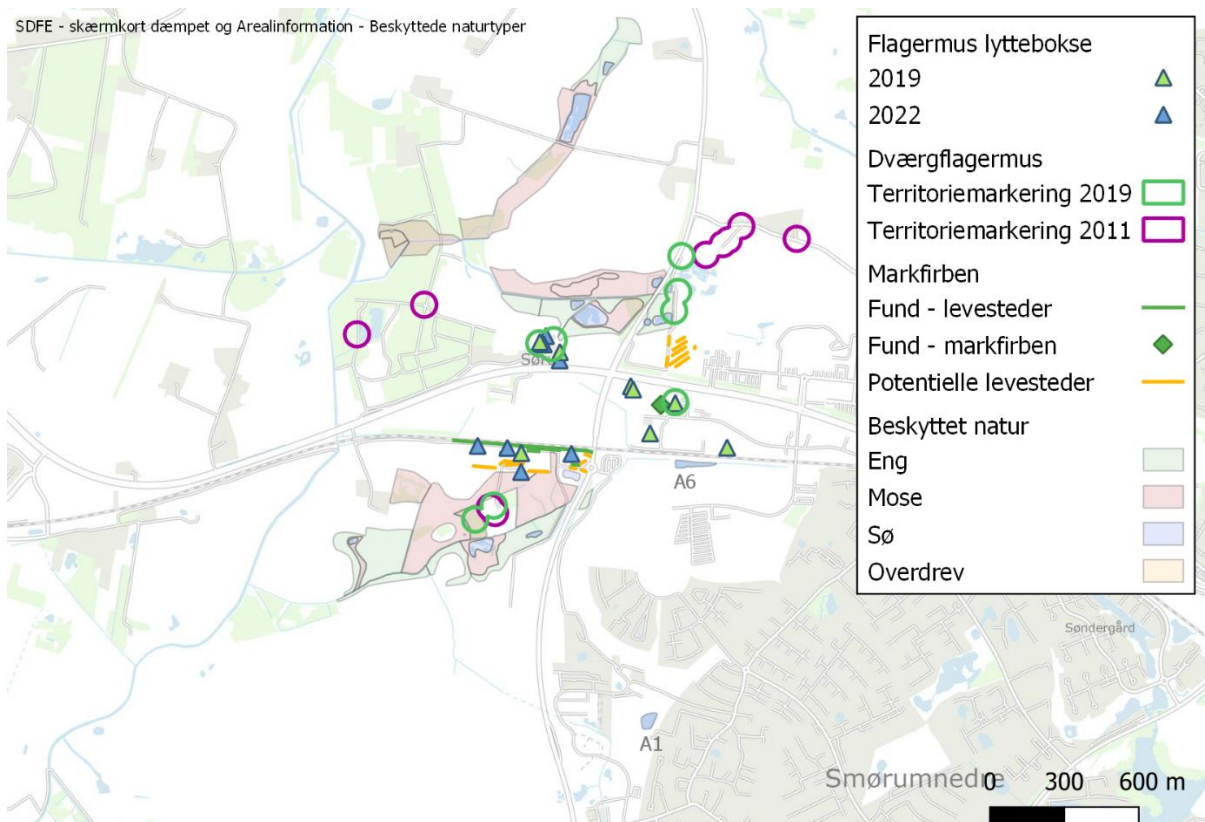 SDFE - skærmkort dæmpet og Arealinformation - Beskyttede naturtyper
Flagermus lyttebokse
2019
2022
Dværgflagermus
Territoriemarkering 2019
Territoriemarkering 2011
Markfirben
Fund - levesteder
Fund - markfirben
Potentielle levesteder
Beskyttet natur
Eng
Mose
Sø
Overdrev
A6
Søndergård
A1
Smørumnedre
0 300 600 m